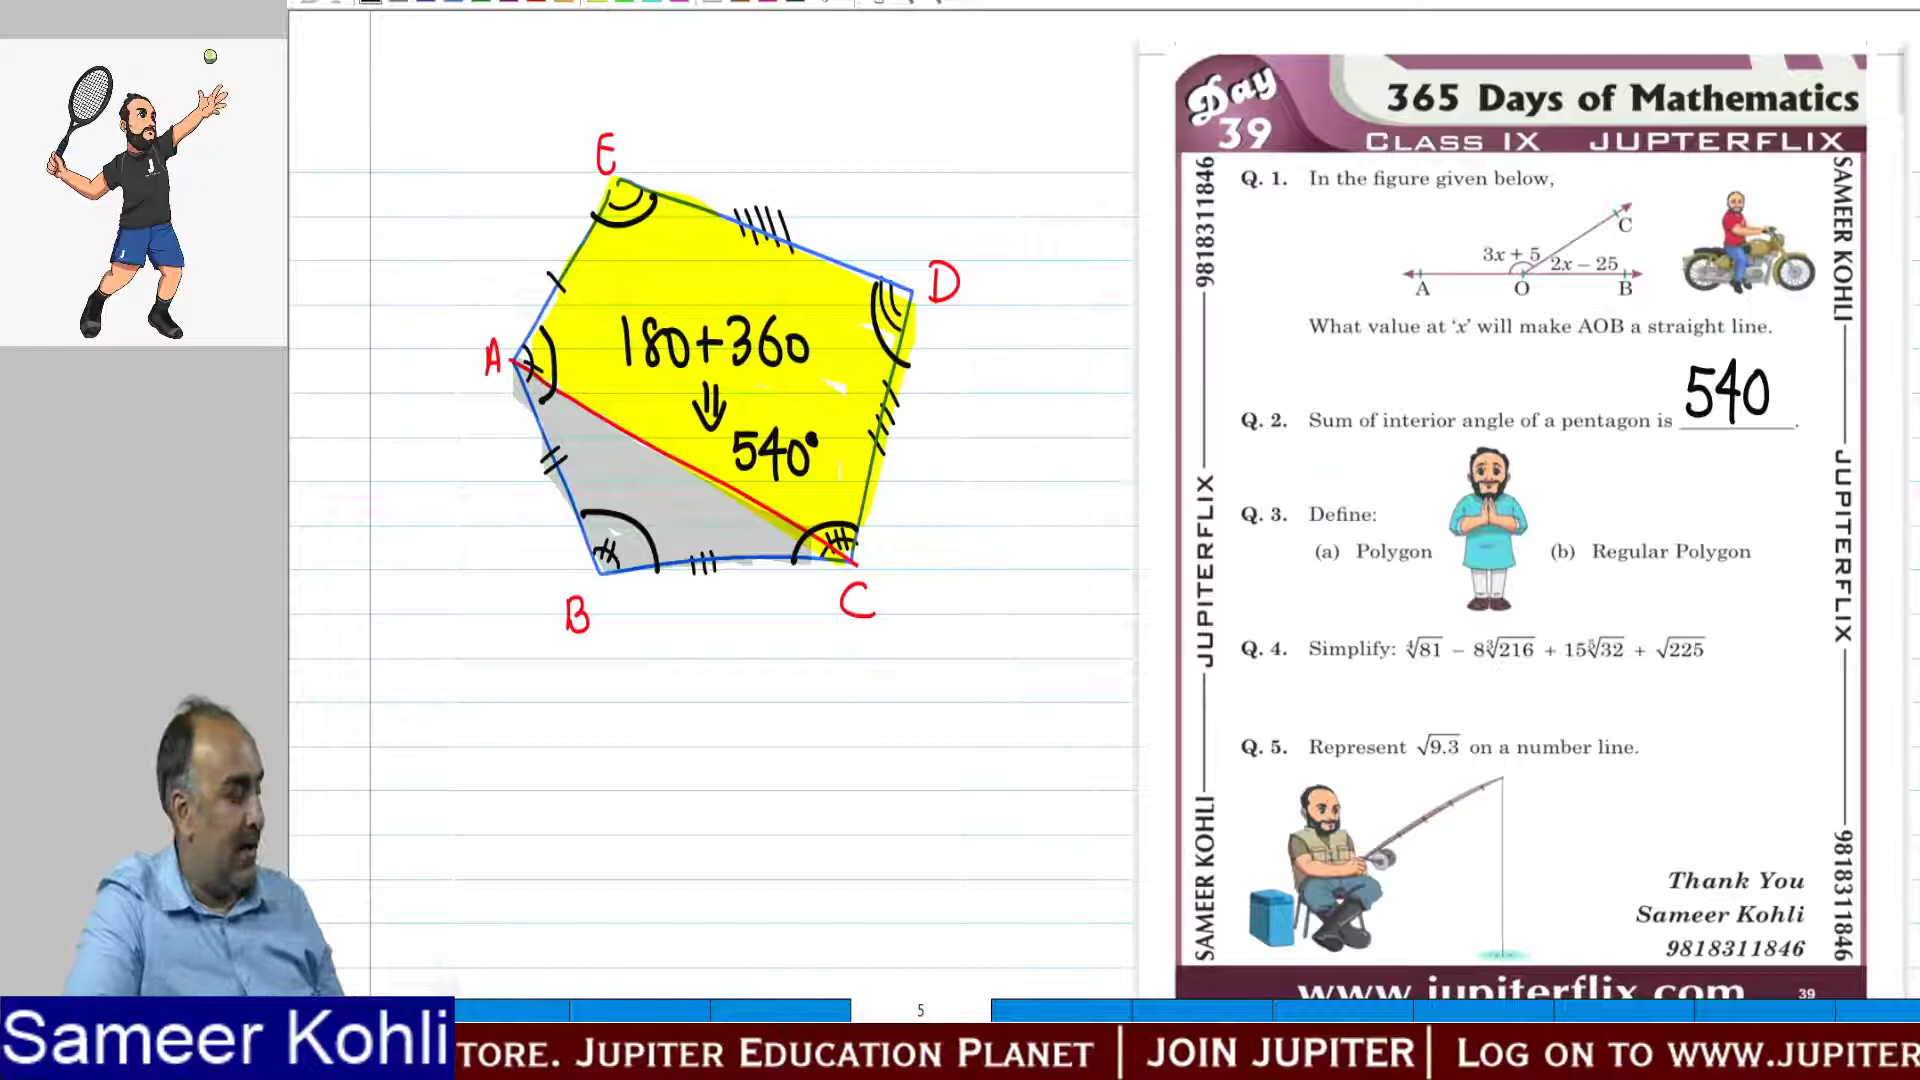 Day 39
365 Days of Mathematics
CLASS IX JUPTERFLIX
SAMEER KOHLI
9818311846
JUPITERFLIX
SAMEER KOHLI
9818311846
JUPITERFLIX
E
D
A
B
C
180+360
⇓
540°
Q. 1. In the figure given below,
C
3x + 5
2x – 25
A O B
What value at ‘x’ will make AOB a straight line.
Q. 2. Sum of interior angle of a pentagon is 540.
Q. 3. Define:
(a) Polygon (b) Regular Polygon
Q. 4. Simplify: ∜81 – 8∛216 + 15⁵√32 + √225
Q. 5. Represent √9.3 on a number line.
Thank You
Sameer Kohli
9818311846
www.jupiterflix.com
39
5
Sameer Kohli
TORE. JUPITER EDUCATION PLANET | JOIN JUPITER | LOG ON TO WWW.JUPITER